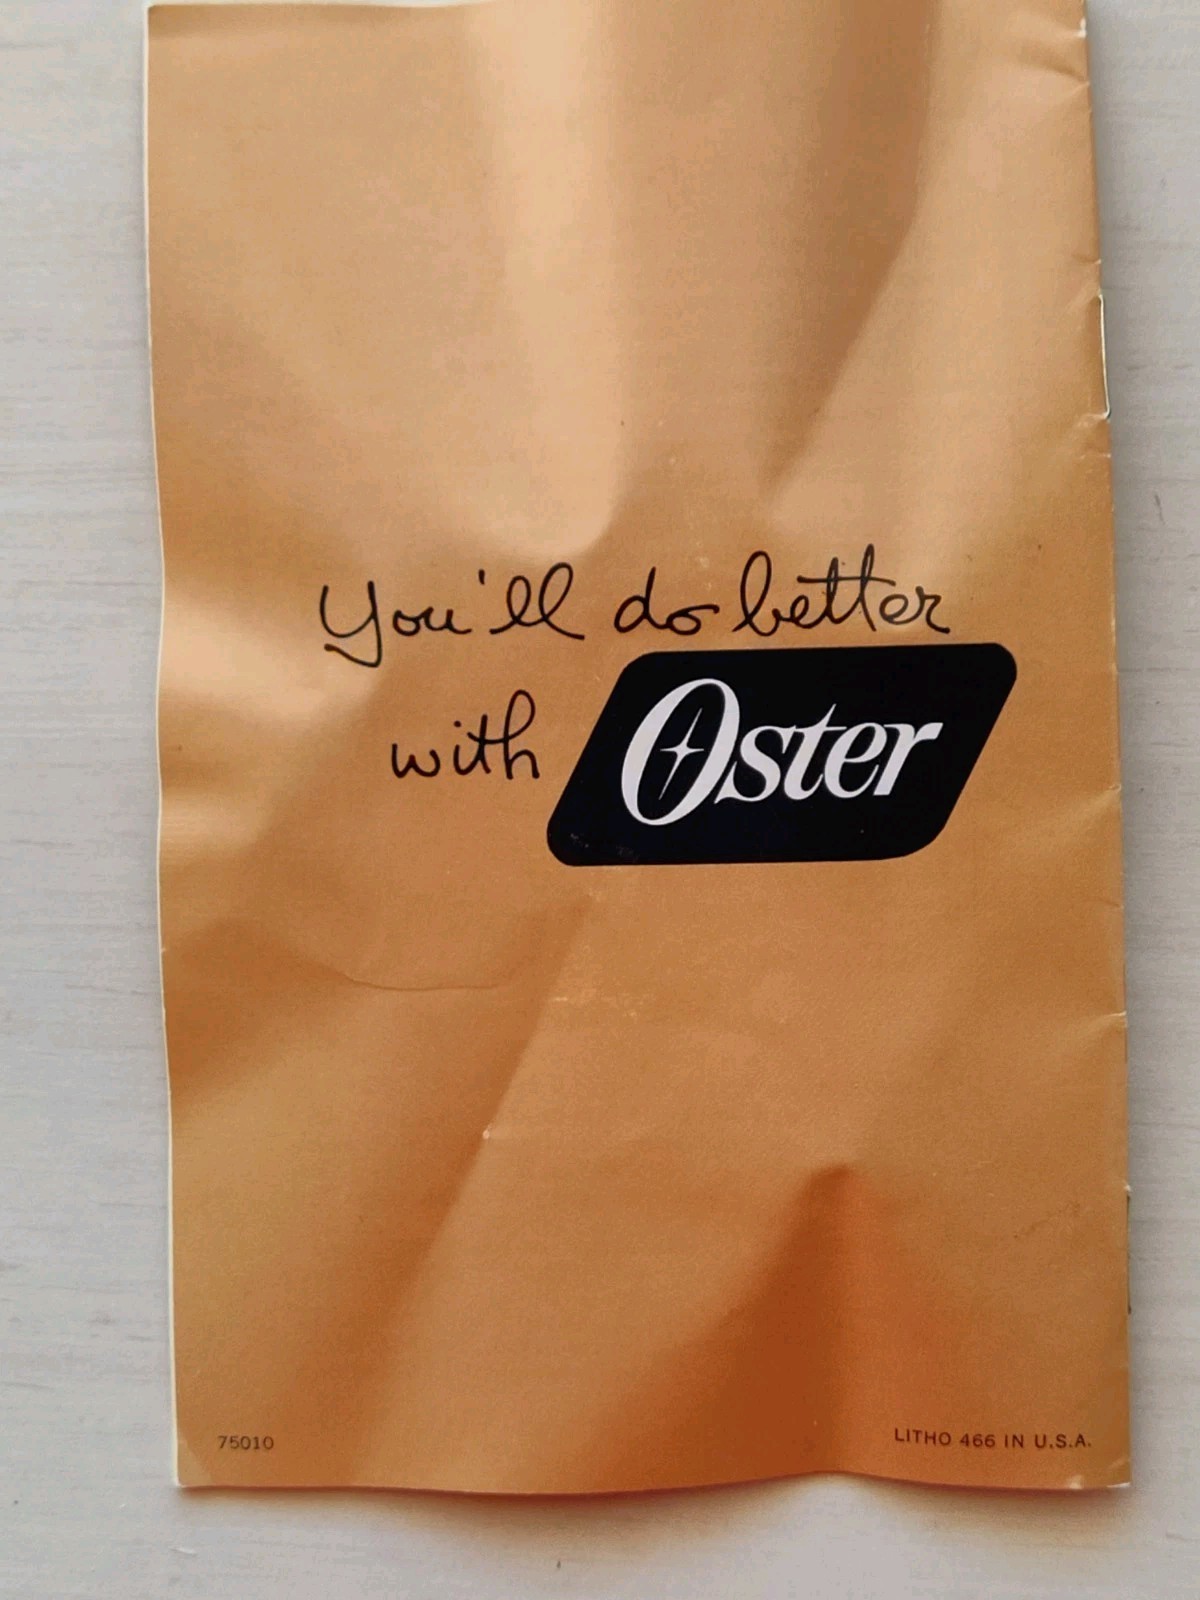 You'll do better
with Oster
75010
LITHO 466 IN U.S.A.